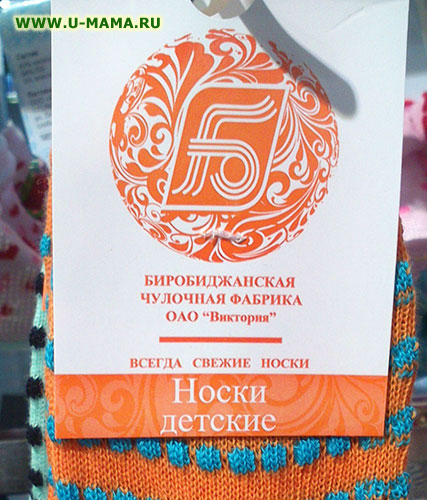 WWW.U-MAMA.RU
Б
БИРОБИДЖАНСКАЯ
ЧУЛОЧНАЯ ФАБРИКА
ОАО “Виктория”
ВСЕГДА СВЕЖИЕ НОСКИ
Носки
детские